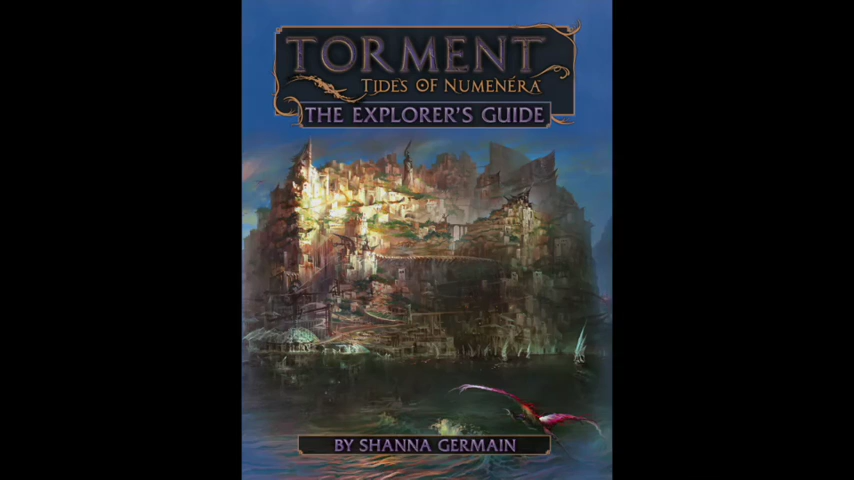 TORMENT
TIDES OF NUMENÉRA
THE EXPLORER'S GUIDE
BY SHANNA GERMAIN